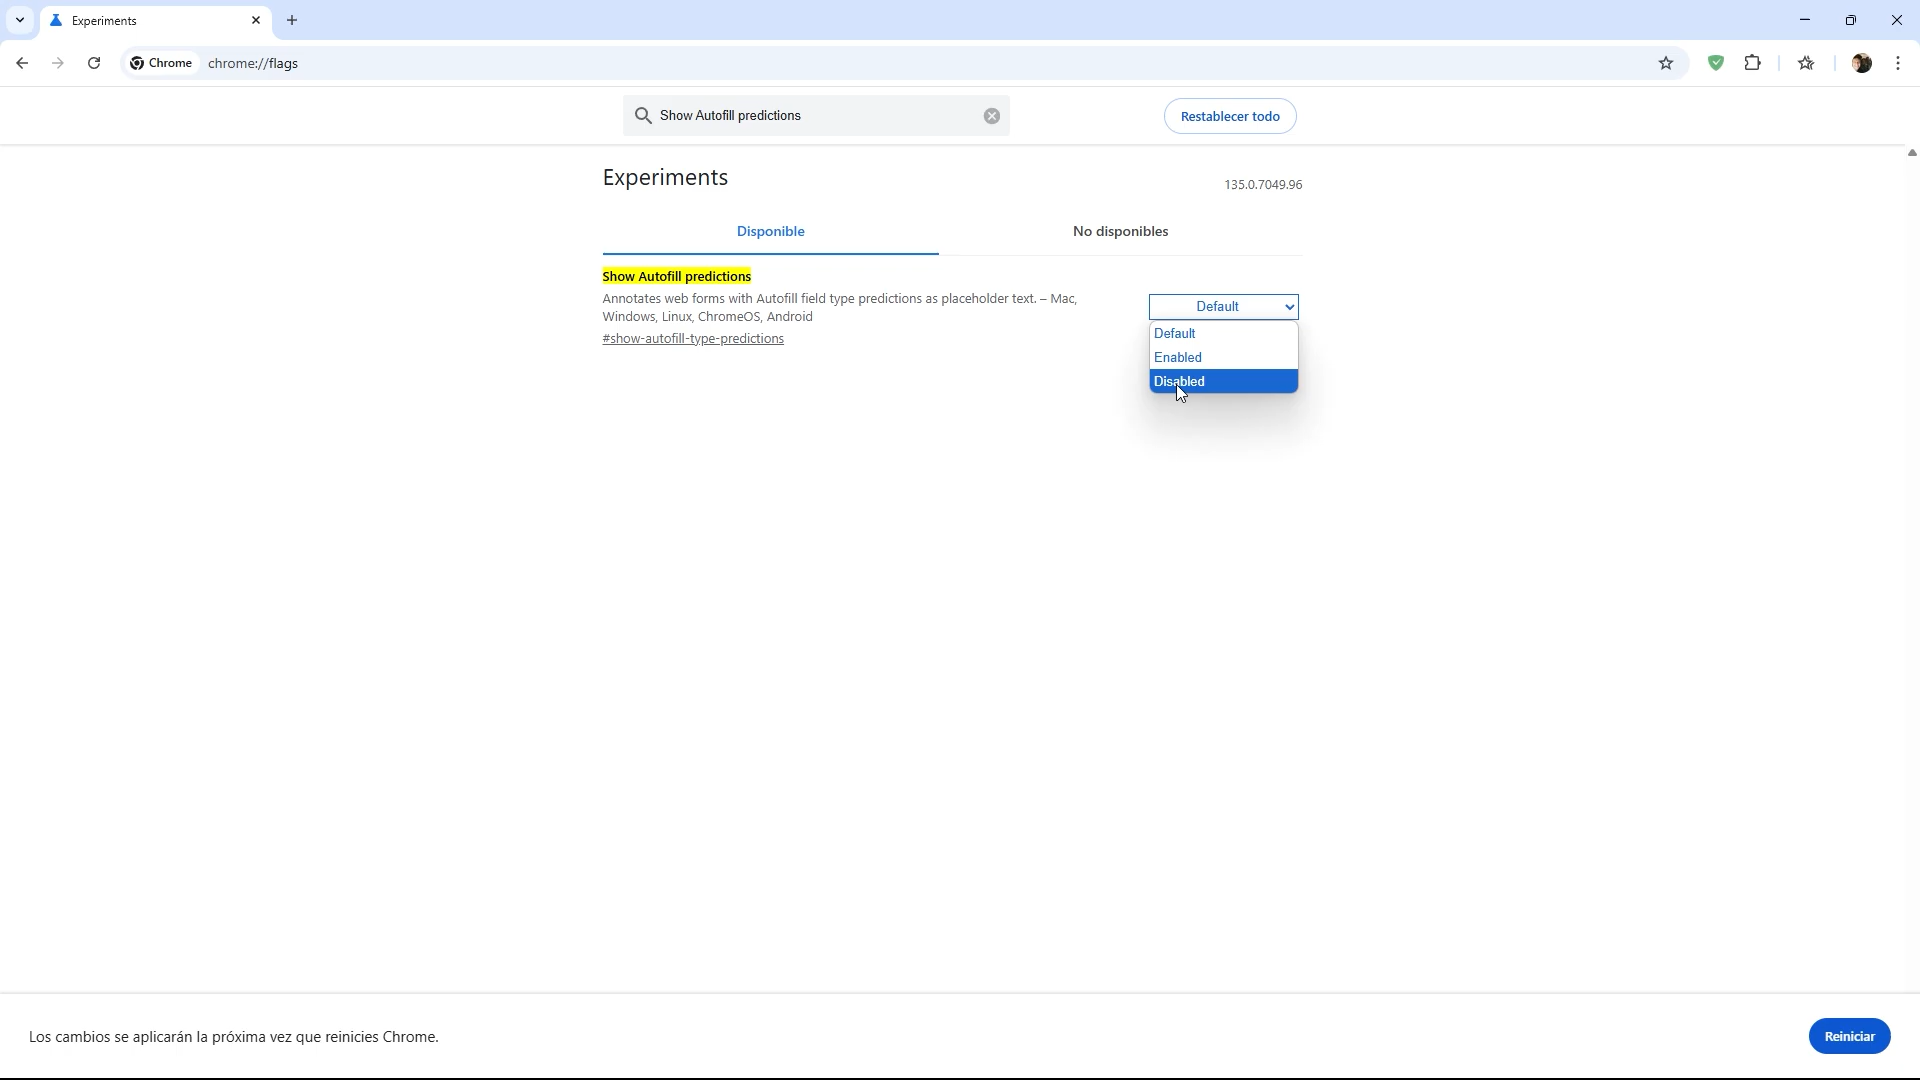 Experiments
Chrome
chrome://flags
Show Autofill predictions
Restablecer todo
Experiments
135.0.7049.96
Disponible
No disponibles
Show Autofill predictions
Annotates web forms with Autofill field type predictions as placeholder text. – Mac,
Windows, Linux, ChromeOS, Android
#show-autofill-type-predictions
Default
Default
Enabled
Disabled
Los cambios se aplicarán la próxima vez que reinicies Chrome.
Reiniciar